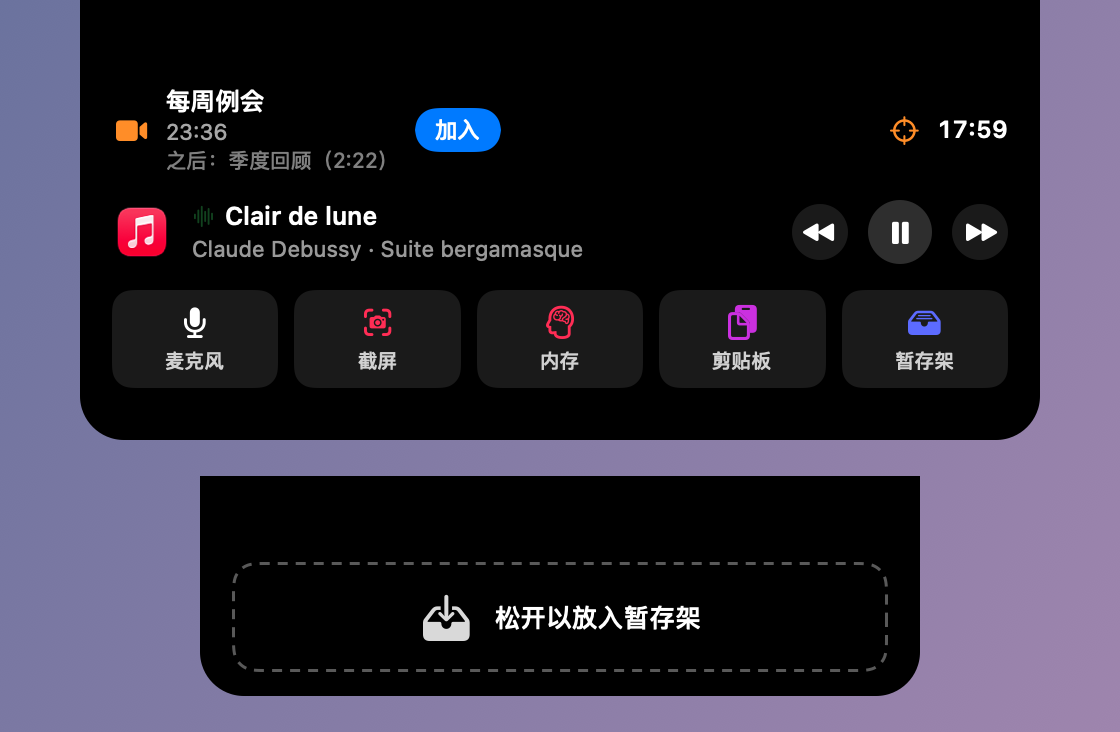 每周例会
23:36
之后：季度回顾（2:22）
加入
17:59
Clair de lune
Claude Debussy · Suite bergamasque
麦克风
截屏
内存
剪贴板
暂存架
松开以放入暂存架